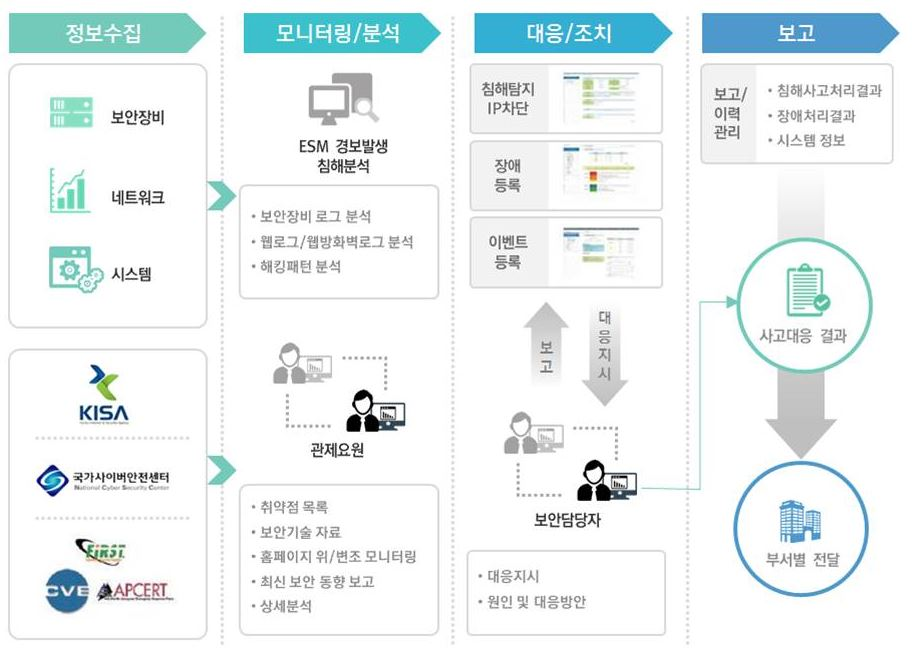 정보수집
보안장비
네트워크
시스템
KISA
국가사이버안전센터
National Cyber Security Center
FIRST
CVE
APCERT
모니터링/분석
ESM 경보발생
침해분석
• 보안장비 로그 분석
• 웹로그/웹방화벽로그 분석
• 해킹패턴 분석
관제요원
• 취약점 목록
• 보안기술 자료
• 홈페이지 위/변조 모니터링
• 최신 보안 동향 보고
• 상세분석
대응/조치
침해탐지
IP차단
장애
등록
이벤트
등록
보고
대응지시
보안담당자
• 대응지시
• 원인 및 대응방안
보고
보고/
이력
관리
• 침해사고처리결과
• 장애처리결과
• 시스템 정보
사고대응 결과
부서별 전달